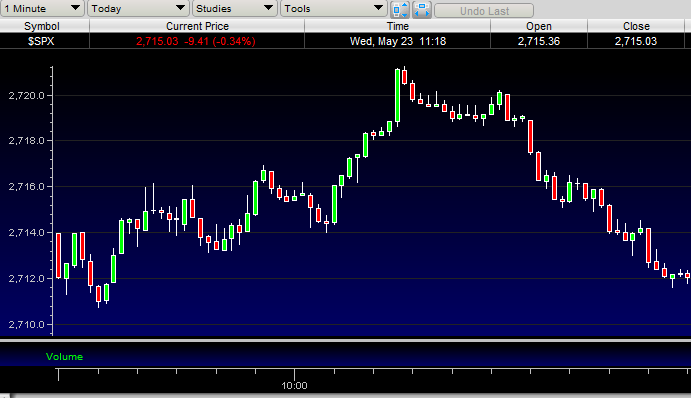 1 Minute Today Studies Tools Undo Last
Symbol Current Price Time Open Close
$SPX 2,715.03 -9.41 (-0.34%) Wed, May 23 11:18 2,715.36 2,715.03
2,720.0
2,718.0
2,716.0
2,714.0
2,712.0
2,710.0
Volume
10:00